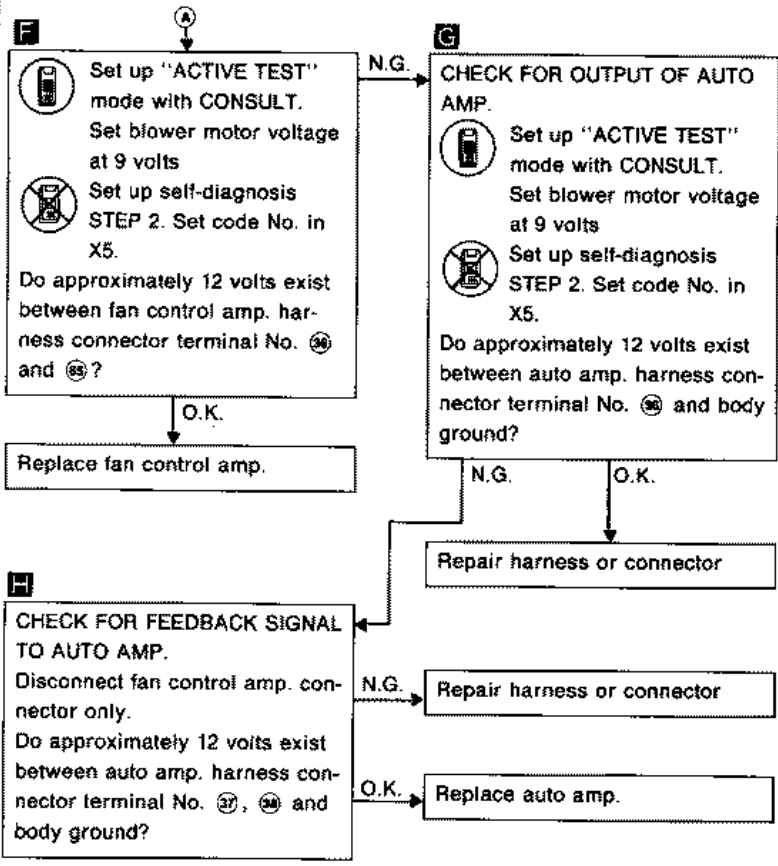 A
F
Set up "ACTIVE TEST"
mode with CONSULT.
Set blower motor voltage
at 9 volts
Set up self-diagnosis
STEP 2. Set code No. in
X5.
Do approximately 12 volts exist
between fan control amp. har-
ness connector terminal No.
and 65?
N.G.
O.K.
Replace fan control amp.
G
CHECK FOR OUTPUT OF AUTO
AMP.
Set up "ACTIVE TEST"
mode with CONSULT.
Set blower motor voltage
at 9 volts
Set up self-diagnosis
STEP 2. Set code No. in
X5.
Do approximately 12 volts exist
between auto amp. harness con-
nector terminal No. and body
ground?
N.G.
O.K.
Repair harness or connector
H
CHECK FOR FEEDBACK SIGNAL
TO AUTO AMP.
Disconnect fan control amp. con-
nector only.
Do approximately 12 volts exist
between auto amp. harness con-
nector terminal No. 37, 38 and
body ground?
N.G.
Repair harness or connector
O.K.
Replace auto amp.